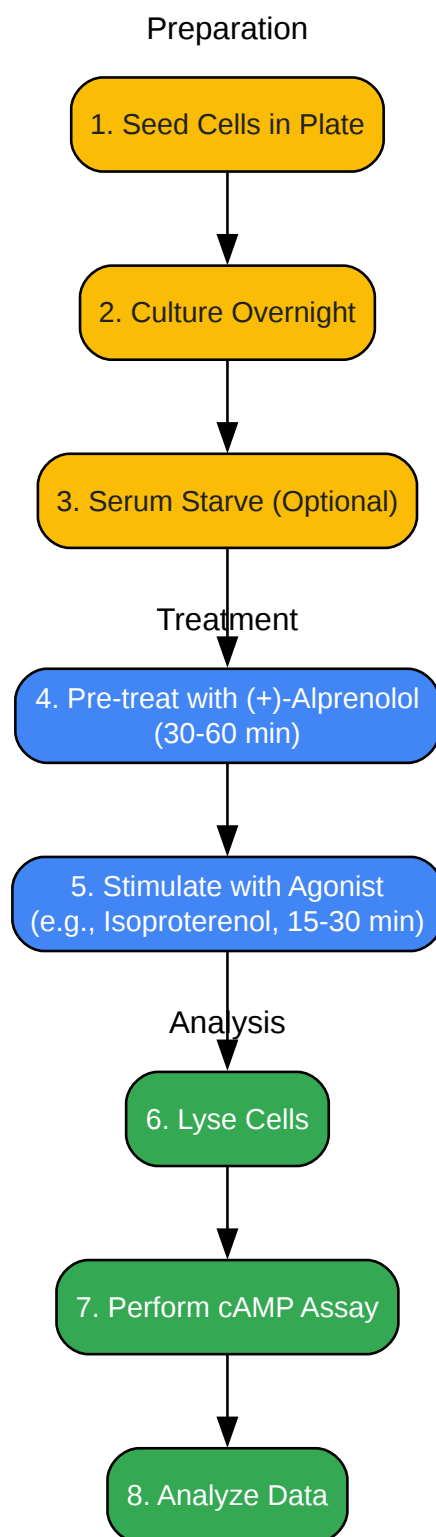 Preparation
1. Seed Cells in Plate
2. Culture Overnight
3. Serum Starve (Optional)
Treatment
4. Pre-treat with (+)-Alprenolol
(30-60 min)
5. Stimulate with Agonist
(e.g., Isoproterenol, 15-30 min)
Analysis
6. Lyse Cells
7. Perform cAMP Assay
8. Analyze Data